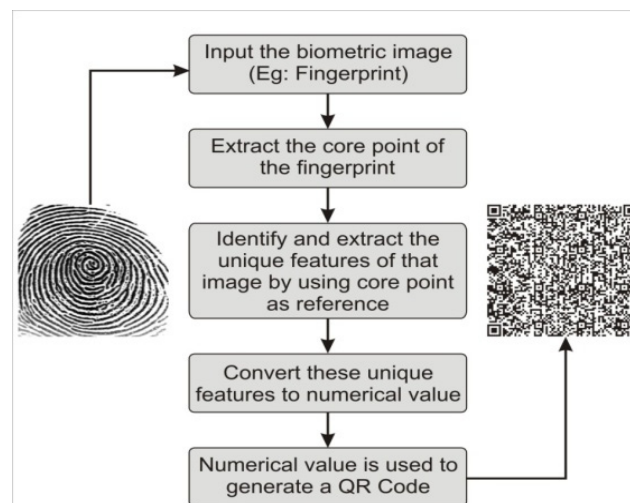 Input the biometric image
(Eg: Fingerprint)
Extract the core point of
the fingerprint
Identify and extract the
unique features of that
image by using core point
as reference
Convert these unique
features to numerical value
Numerical value is used to
generate a QR Code